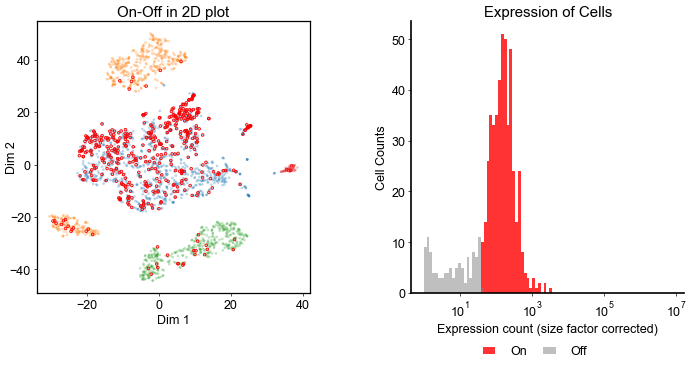 On-Off in 2D plot
Expression of Cells
Dim 2
40
20
0
−20
−40
−20
0
20
40
Dim 1
Cell Counts
50
40
30
20
10
0
10^1
10^3
10^5
10^7
Expression count (size factor corrected)
On
Off